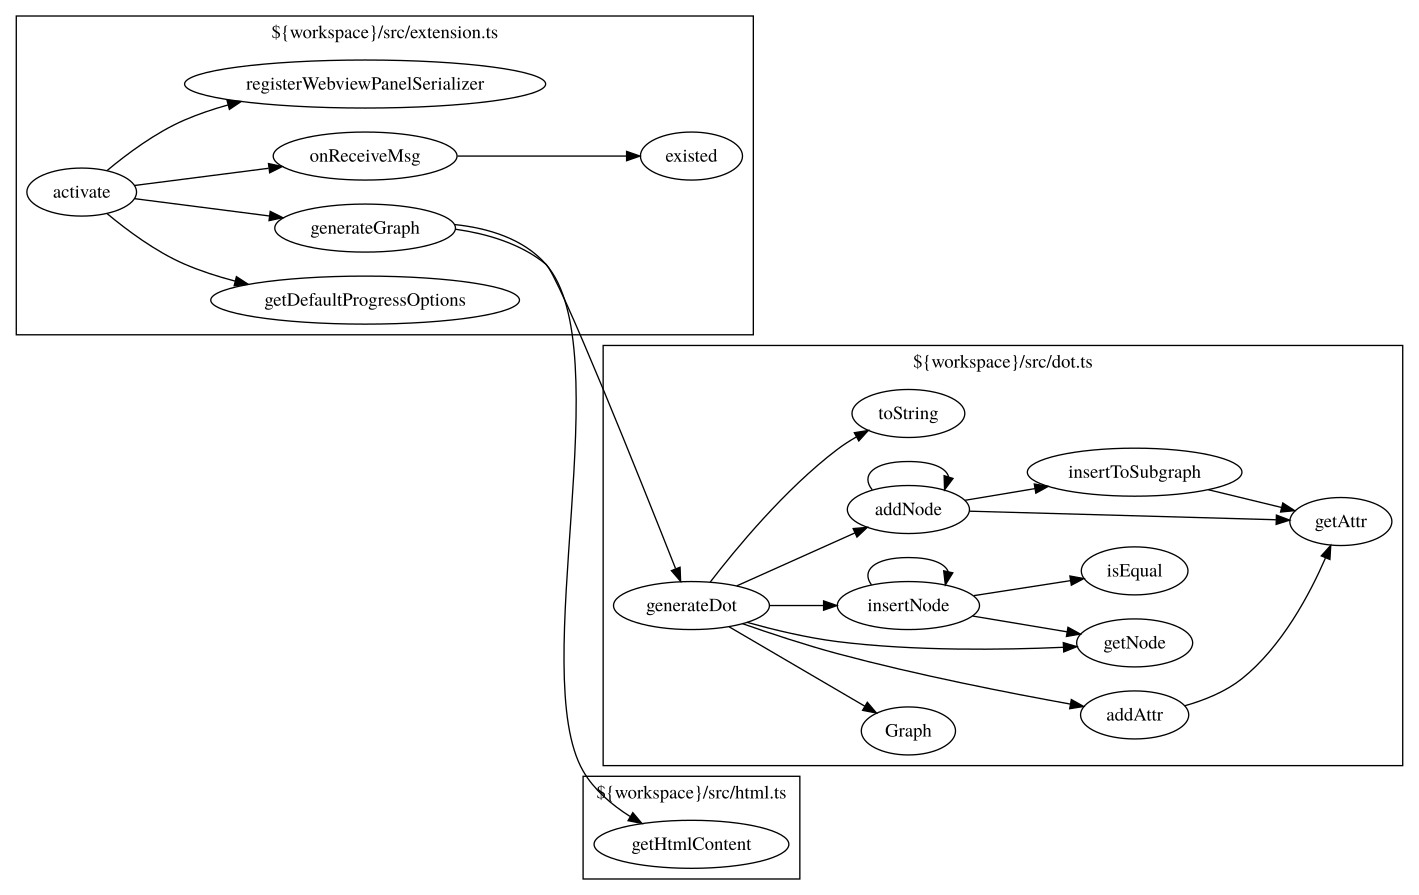 ${workspace}/src/extension.ts
registerWebviewPanelSerializer
onReceiveMsg
existed
activate
generateGraph
getDefaultProgressOptions
${workspace}/src/dot.ts
toString
insertToSubgraph
addNode
getAttr
isEqual
generateDot
insertNode
getNode
addAttr
Graph
${workspace}/src/html.ts
getHtmlContent